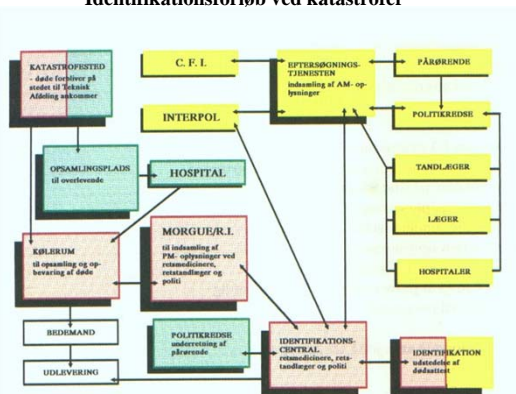 Identifikationsforløb ved katastrofer
KATASTROFESTED
- døde forbliver på
stedet til Teknisk
Afdeling ankommer
C. F. I.
EFTERSØGNINGS-
TJENESTEN
indsamling af AM- op-
lysninger
PÅRØRENDE
INTERPOL
POLITIKREDSE
OPSAMLINGSPLADS
til overlevende
HOSPITAL
TANDLÆGER
LÆGER
HOSPITALER
KØLERUM
til opsamling og op-
bevaring af døde
MORGUE/R.I.
til indsamling af
PM- oplysninger ved
retsmedicinere,
retstandlæger og
politi
BEDEMAND
UDLEVERING
POLITIKREDSE
underretning af
pårørende
IDENTIFIKATIONS-
CENTRAL
retsmedicinere, rets-
tandlæger og politi
IDENTIFIKATION
udstedelse af
dødsattest